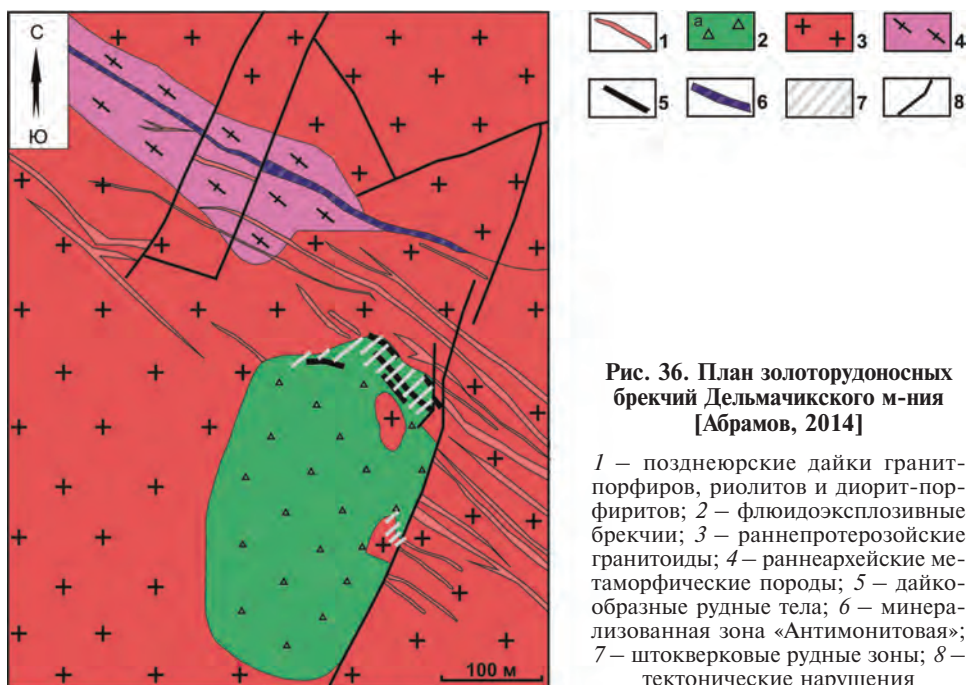 С
Ю
100 м
а
1
2
3
4
5
6
7
8
Рис. 36. План золоторудоносных
брекчий Дельмачикского м-ния
[Абрамов, 2014]
1 – позднеюрские дайки гранит-
порфиров, риолитов и диорит-пор-
фиритов; 2 – флюидоэксплозивные
брекчии; 3 – раннепротерозойские
гранитоиды; 4 – раннеархейские ме-
таморфические породы; 5 – дайко-
образные рудные тела; 6 – минера-
лизованная зона «Антимонитовая»;
7 – штокверковые рудные зоны; 8 –
тектонические нарушения